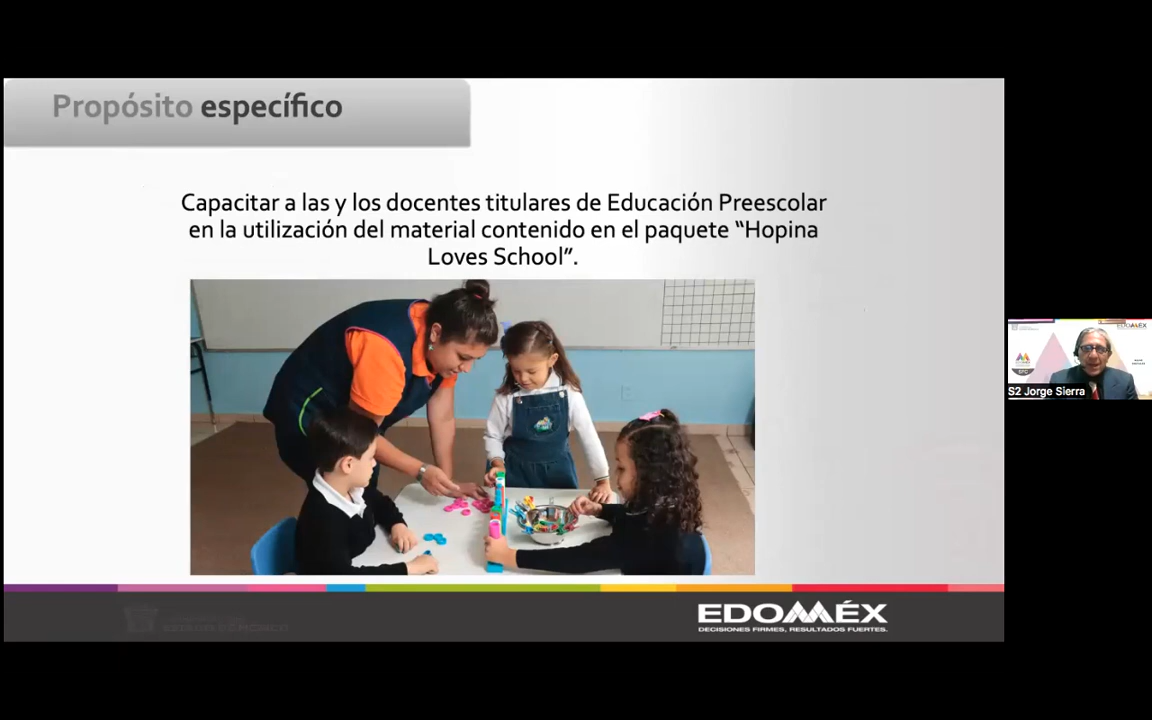 Propósito específico
Capacitar a las y los docentes titulares de Educación Preescolar
en la utilización del material contenido en el paquete “Hopina
Loves School”.
EDOMÉX
DECISIONES FIRMES, RESULTADOS FUERTES.
EDOMÉX
S2 Jorge Sierra